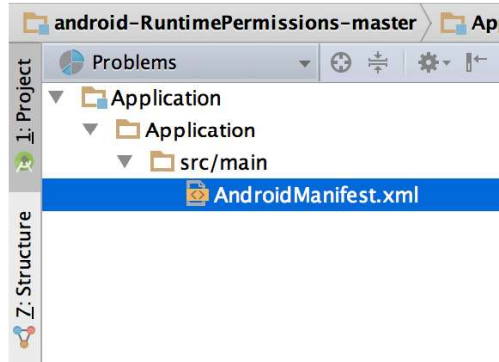 android-RuntimePermissions-master Ap
Problems
1: Project
Application
Application
src/main
AndroidManifest.xml
Z: Structure